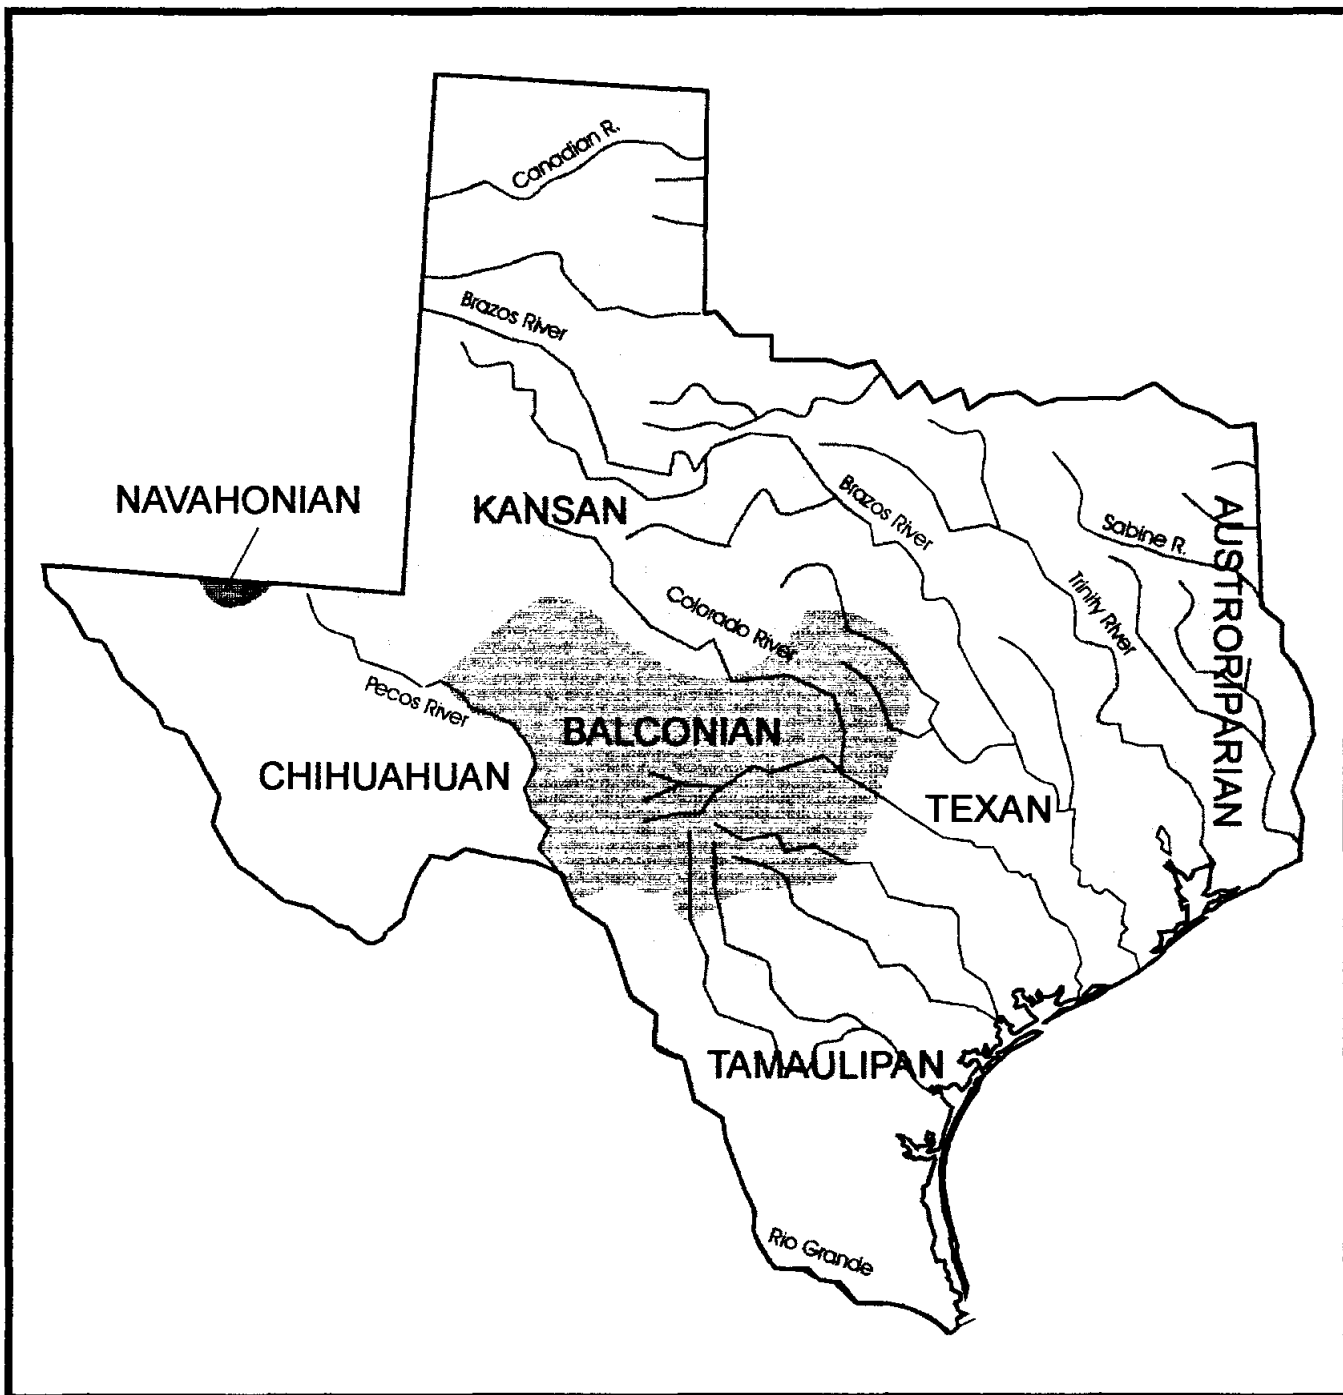 Canadian R.
Brazos River
NAVAHONIAN
KANSAN
Brazos River
Sabine R.
AUSTRORIPARIAN
Colorado River
Trinity River
Pecos River
BALCONIAN
CHIHUAHUAN
TEXAN
TAMAULIPAN
Rio Grande